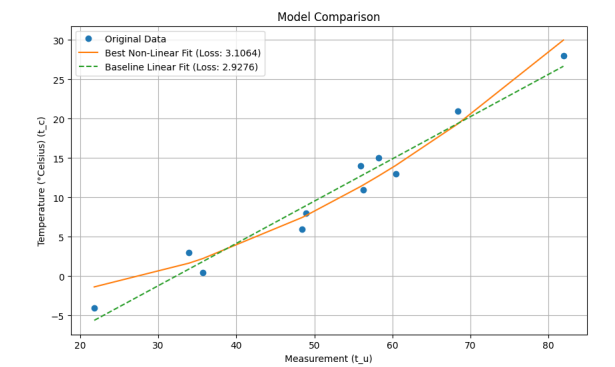 Model Comparison
Original Data
Best Non-Linear Fit (Loss: 3.1064)
Baseline Linear Fit (Loss: 2.9276)
Temperature (°Celsius) (t_c)
30
25
20
15
10
5
0
−5
20
30
40
50
60
70
80
Measurement (t_u)